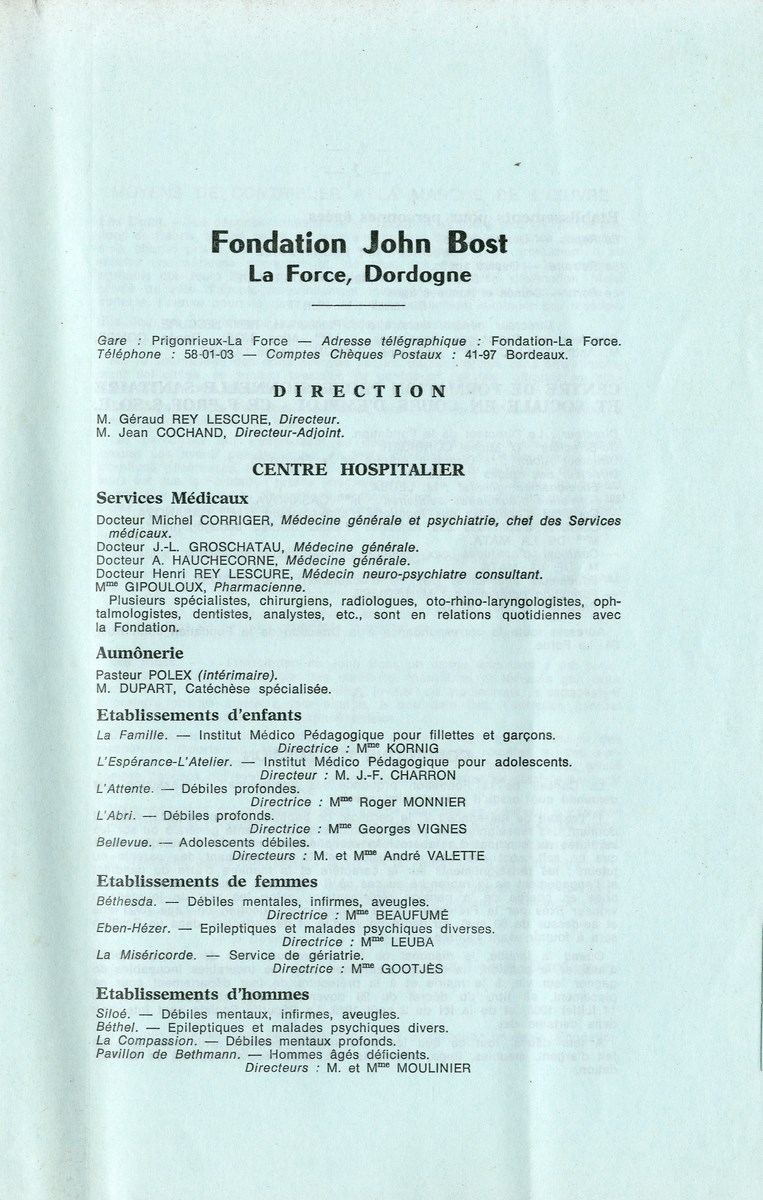 Fondation John Bost
La Force, Dordogne
Gare : Prigonrieux-La Force — Adresse télégraphique : Fondation-La Force.
Téléphone : 58-01-03 — Comptes Chèques Postaux : 41-97 Bordeaux.
DIRECTION
M. Géraud REY LESCURE, Directeur.
M. Jean COCHAND, Directeur-Adjoint.
CENTRE HOSPITALIER
Services Médicaux
Docteur Michel CORRIGER, Médecine générale et psychiatrie, chef des Services
médicaux.
Docteur J.-L. GROSCHATAU, Médecine générale.
Docteur A. HAUCHECORNE, Médecine générale.
Docteur Henri REY LESCURE, Médecin neuro-psychiatre consultant.
Mme GIPOULOUX, Pharmacienne.
Plusieurs spécialistes, chirurgiens, radiologues, oto-rhino-laryngologistes, oph-
talmologistes, dentistes, analystes, etc., sont en relations quotidiennes avec
la Fondation.
Aumônerie
Pasteur POLEX (intérimaire).
M. DUPART, Catéchèse spécialisée.
Etablissements d'enfants
La Famille. — Institut Médico Pédagogique pour fillettes et garçons.
Directrice : Mme KORNIG
L'Espérance-L'Atelier. — Institut Médico Pédagogique pour adolescents.
Directeur : M. J.-F. CHARRON
L'Attente. — Débiles profondes.
Directrice : Mme Roger MONNIER
L'Abri. — Débiles profonds.
Directrice : Mme Georges VIGNES
Bellevue. — Adolescents débiles.
Directeurs : M. et Mme André VALETTE
Etablissements de femmes
Béthesda. — Débiles mentales, infirmes, aveugles.
Directrice : Mme BEAUFUMÉ
Eben-Hézer. — Epileptiques et malades psychiques diverses.
Directrice : Mme LEUBA
La Miséricorde. — Service de gériatrie.
Directrice : Mme GOOTJÈS
Etablissements d'hommes
Siloé. — Débiles mentaux, infirmes, aveugles.
Béthel. — Epileptiques et malades psychiques divers.
La Compassion. — Débiles mentaux profonds.
Pavillon de Bethmann. — Hommes âgés déficients.
Directeurs : M. et Mme MOULINIER